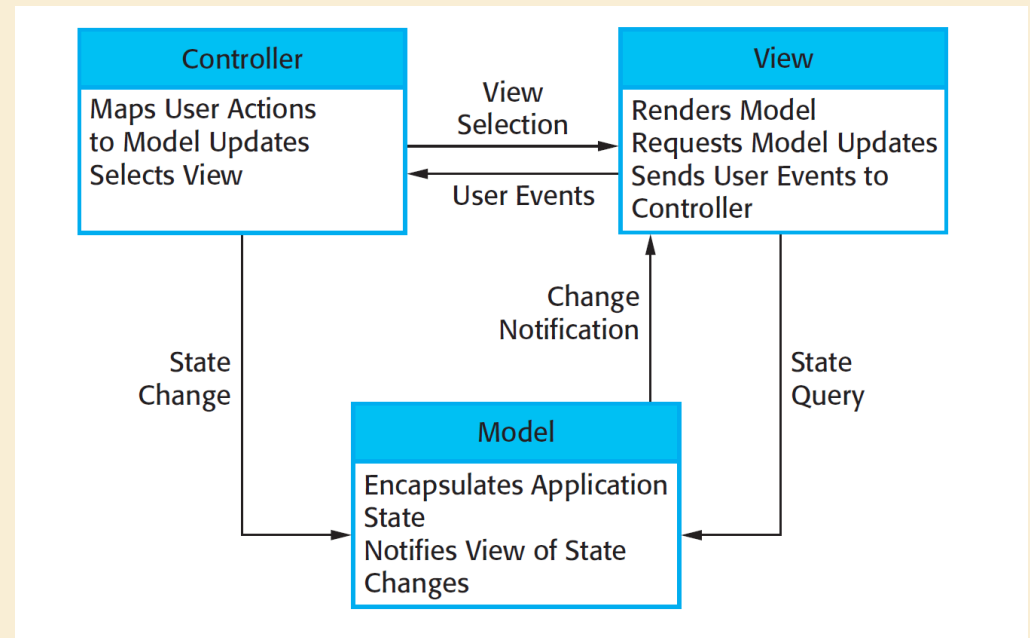 Controller
Maps User Actions
to Model Updates
Selects View
View
Selection
User Events
View
Renders Model
Requests Model Updates
Sends User Events to
Controller
State
Change
Change
Notification
State
Query
Model
Encapsulates Application
State
Notifies View of State
Changes